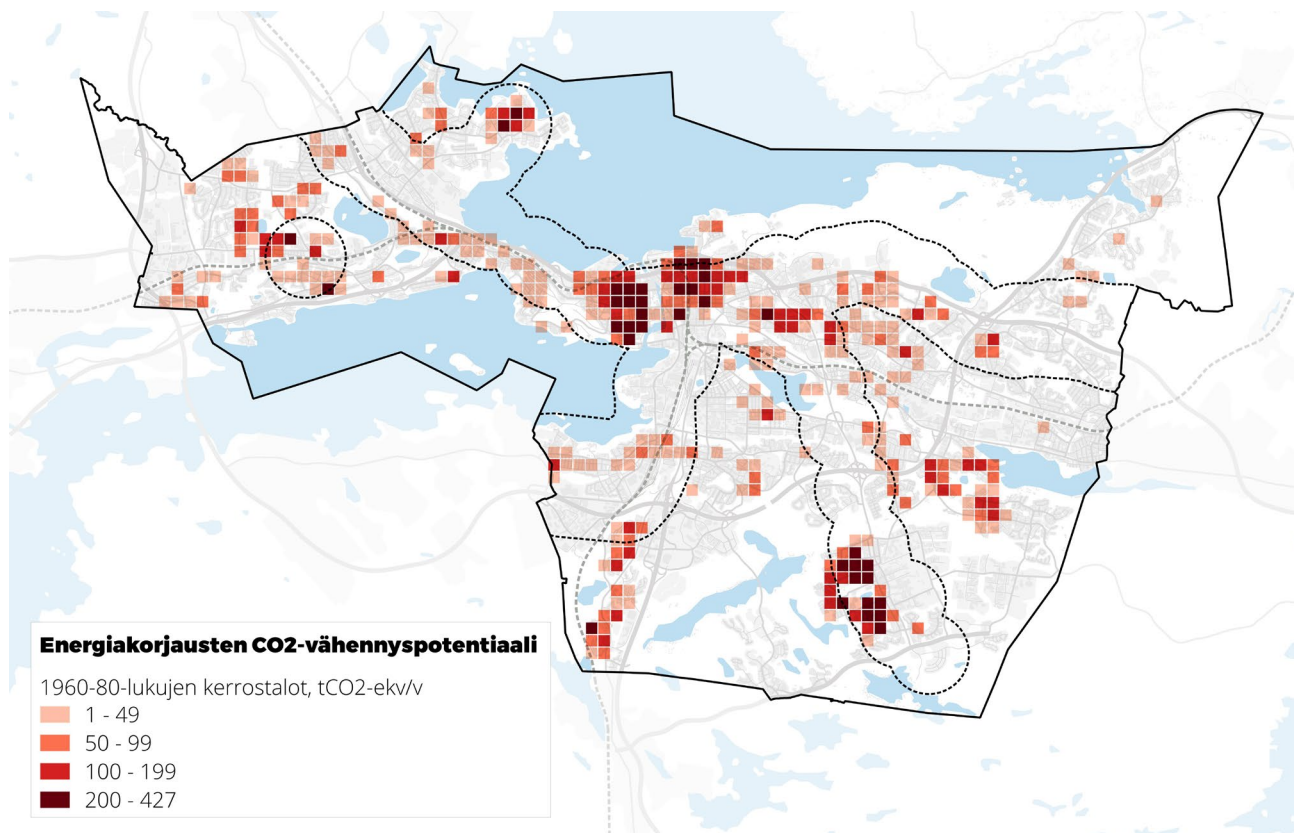 Energiakorjausten CO2-vähennyspotentiaali
1960-80-lukujen kerrostalot, tCO2-ekv/v
1 - 49
50 - 99
100 - 199
200 - 427